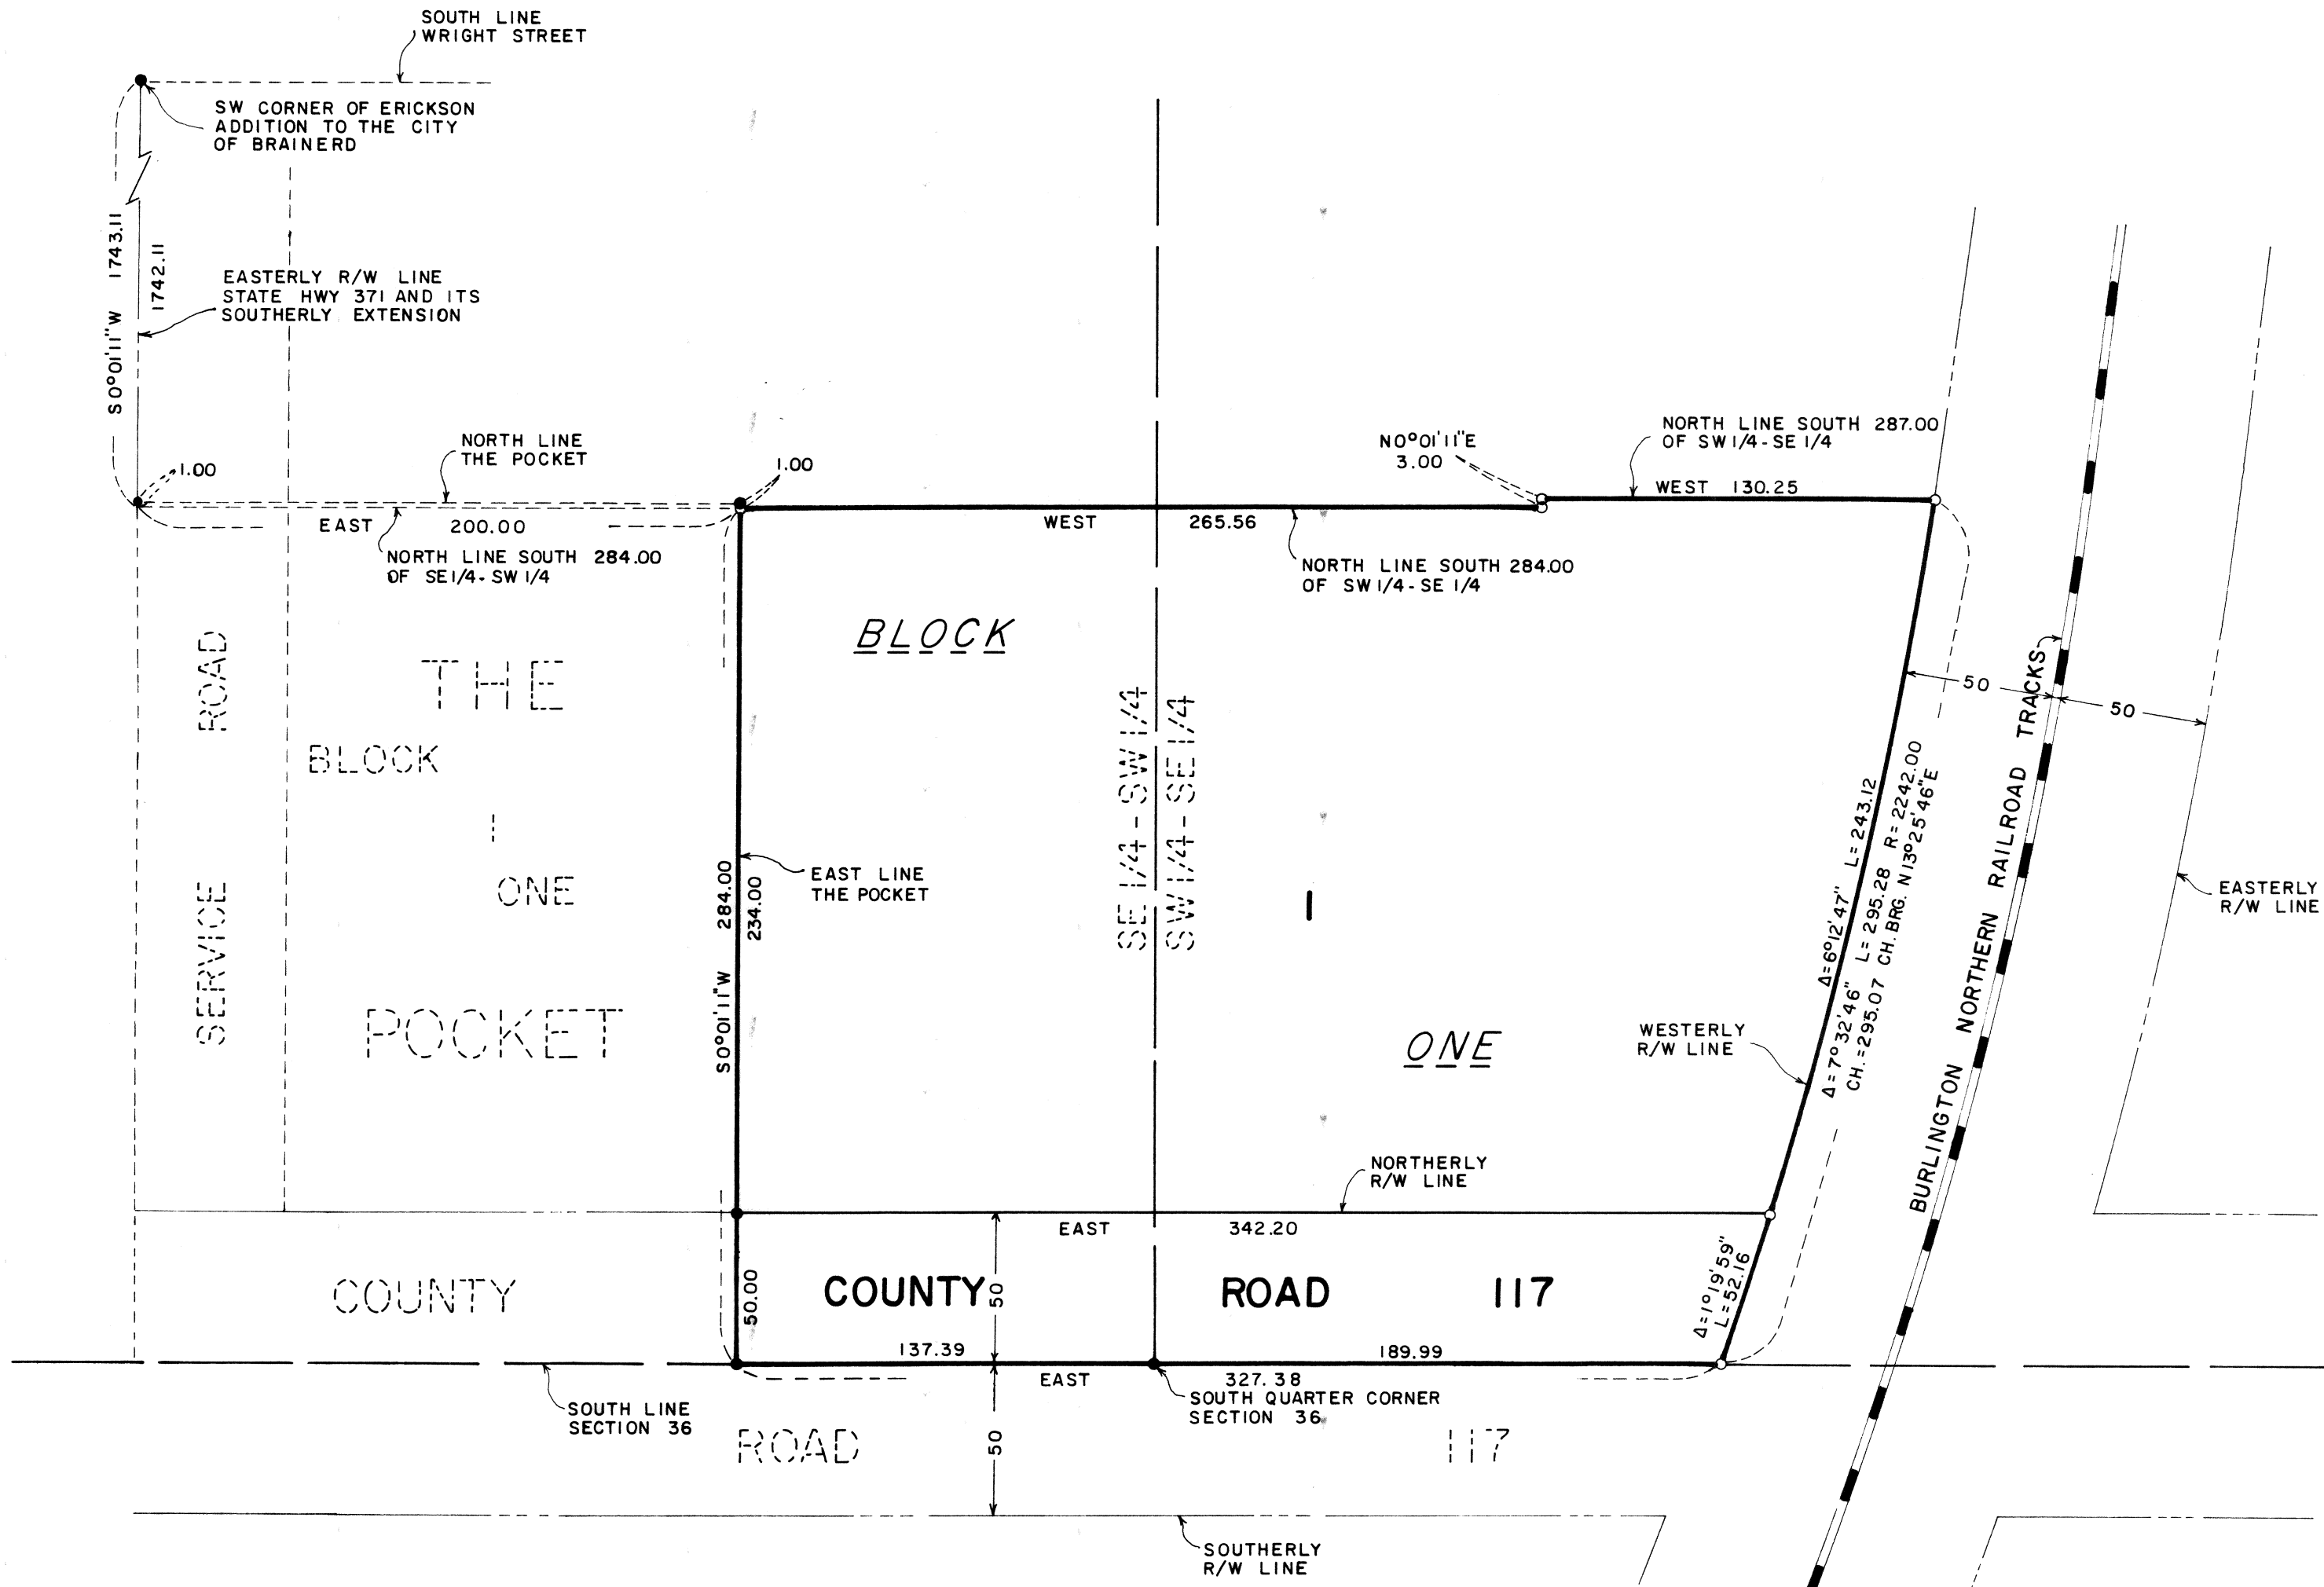 SOUTH LINE
WRIGHT STREET
SW CORNER OF ERICKSON
ADDITION TO THE CITY
OF BRAINERD
S0°01'11"W 1743.11
1742.11
EASTERLY R/W LINE
STATE HWY 371 AND ITS
SOUTHERLY EXTENSION
1.00
NORTH LINE
THE POCKET
1.00
EAST 200.00
NORTH LINE SOUTH 284.00
OF SE1/4-SW1/4
WEST 265.56
N0°01'11"E
3.00
NORTH LINE SOUTH 287.00
OF SW1/4-SE1/4
WEST 130.25
NORTH LINE SOUTH 284.00
OF SW1/4-SE1/4
SERVICE ROAD
THE
BLOCK
1
ONE
POCKET
BLOCK
SE1/4-SW1/4
SW1/4-SE1/4
S0°01'11"W 284.00
234.00
EAST LINE
THE POCKET
1
ONE
50
50
Δ=6°12'47" L=243.12
Δ=7°32'46" L=295.28 R=2242.00
CH.=295.07 CH.BRG. N13°25'46"E
BURLINGTON NORTHERN RAILROAD TRACKS
EASTERLY
R/W LINE
WESTERLY
R/W LINE
NORTHERLY
R/W LINE
EAST 342.20
COUNTY
50.00
COUNTY ROAD 117
50
Δ=1°19'59"
L=52.16
137.39
189.99
EAST 327.38
SOUTH LINE
SECTION 36
SOUTH QUARTER CORNER
SECTION 36
ROAD 117
50
SOUTHERLY
R/W LINE